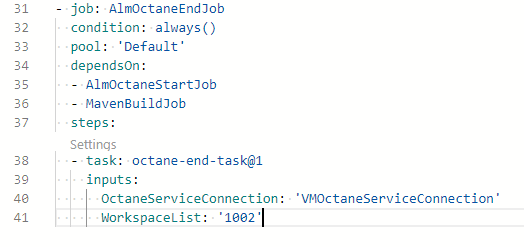 31 - job: AlmOctaneEndJob
32   condition: always()
33   pool: 'Default'
34   dependsOn:
35   - AlmOctaneStartJob
36   - MavenBuildJob
37   steps:
Settings
38   - task: octane-end-task@1
39     inputs:
40       OctaneServiceConnection: 'VMOctaneServiceConnection'
41       WorkspaceList: '1002'